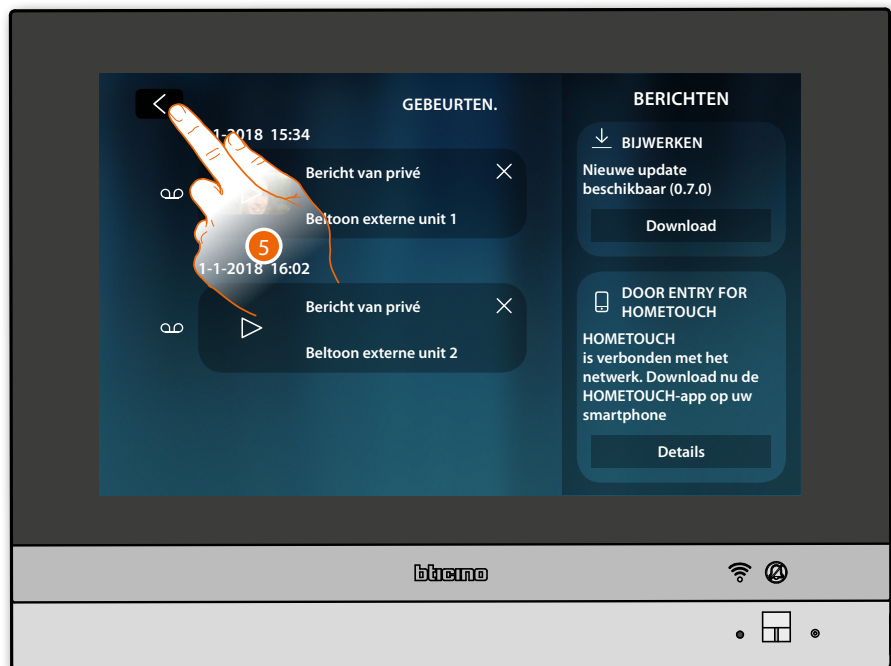 GEBEURTEN.
1-2018 15:34
Bericht van privé
Beltoon externe unit 1
5
1-1-2018 16:02
Bericht van privé
Beltoon externe unit 2
BERICHTEN
BIJWERKEN
Nieuwe update
beschikbaar (0.7.0)
Download
DOOR ENTRY FOR
HOMETOUCH
HOMETOUCH
is verbonden met het
netwerk. Download nu de
HOMETOUCH-app op uw
smartphone
Details
bticino